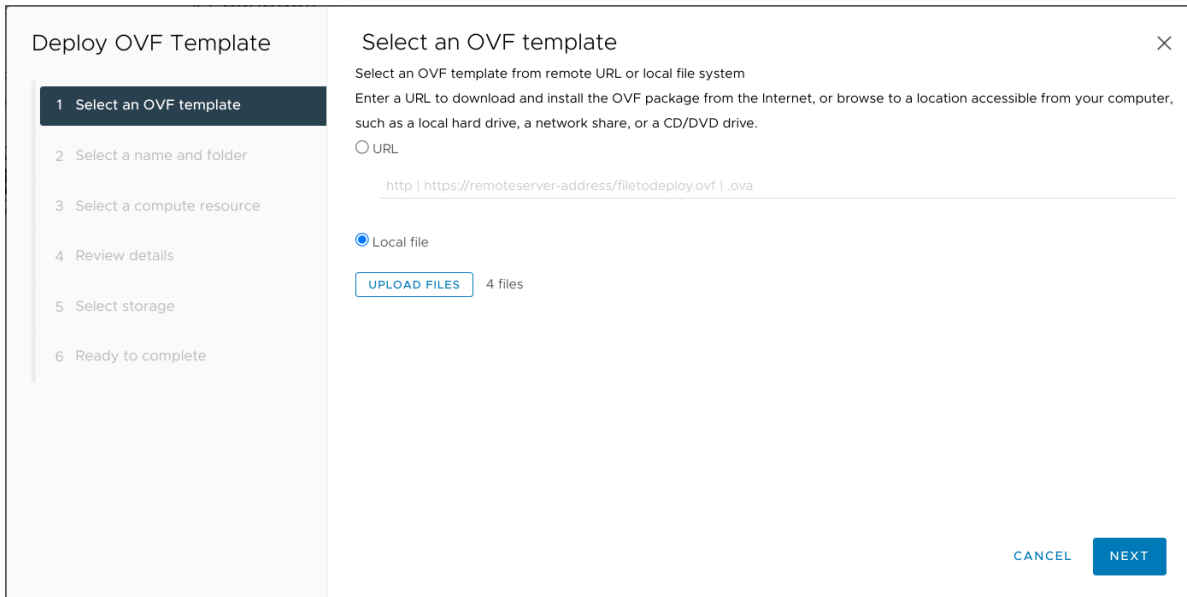 Deploy OVF Template
1 Select an OVF template
2 Select a name and folder
3 Select a compute resource
4 Review details
5 Select storage
6 Ready to complete
Select an OVF template
Select an OVF template from remote URL or local file system
Enter a URL to download and install the OVF package from the Internet, or browse to a location accessible from your computer,
such as a local hard drive, a network share, or a CD/DVD drive.
URL
http | https://remoteserver-address/filetodeploy.ovf | .ova
Local file
UPLOAD FILES 4 files
CANCEL NEXT